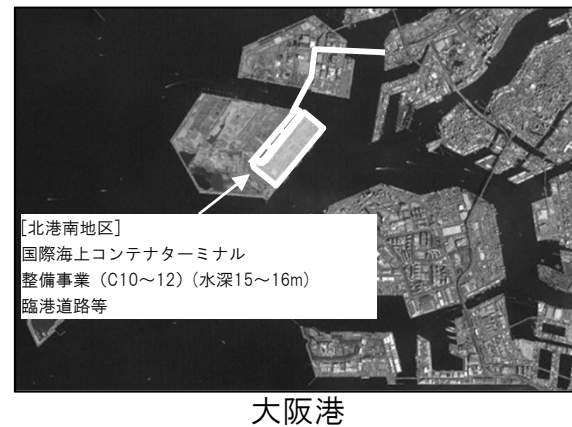 [北港南地区]
国際海上コンテナターミナル
整備事業（C10～12）（水深15～16m）
臨港道路等
大阪港